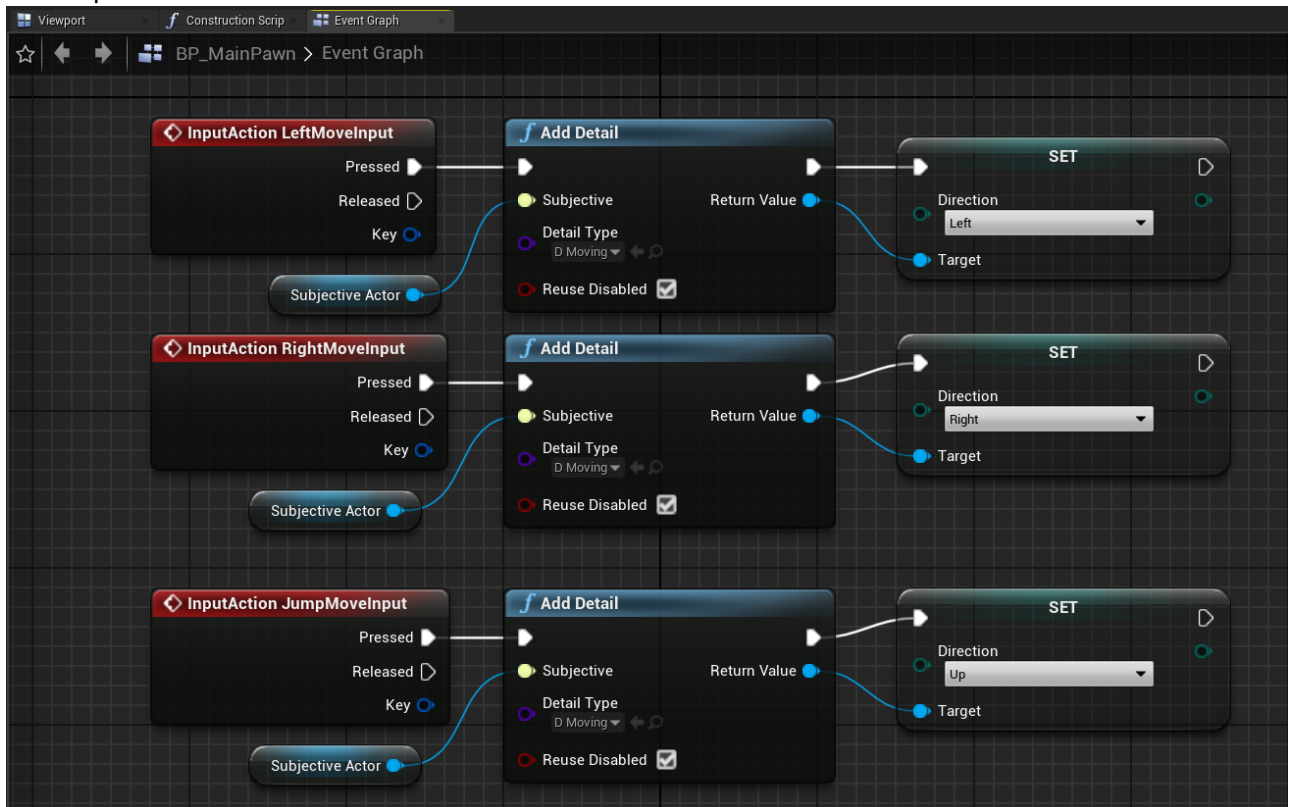 Viewport
Construction Scrip
Event Graph
BP_MainPawn > Event Graph
InputAction LeftMoveInput
Pressed
Released
Key
Subjective Actor
Add Detail
Subjective
Return Value
Detail Type
D Moving
Reuse Disabled
SET
Direction
Left
Target
InputAction RightMoveInput
Pressed
Released
Key
Subjective Actor
Add Detail
Subjective
Return Value
Detail Type
D Moving
Reuse Disabled
SET
Direction
Right
Target
InputAction JumpMoveInput
Pressed
Released
Key
Subjective Actor
Add Detail
Subjective
Return Value
Detail Type
D Moving
Reuse Disabled
SET
Direction
Up
Target